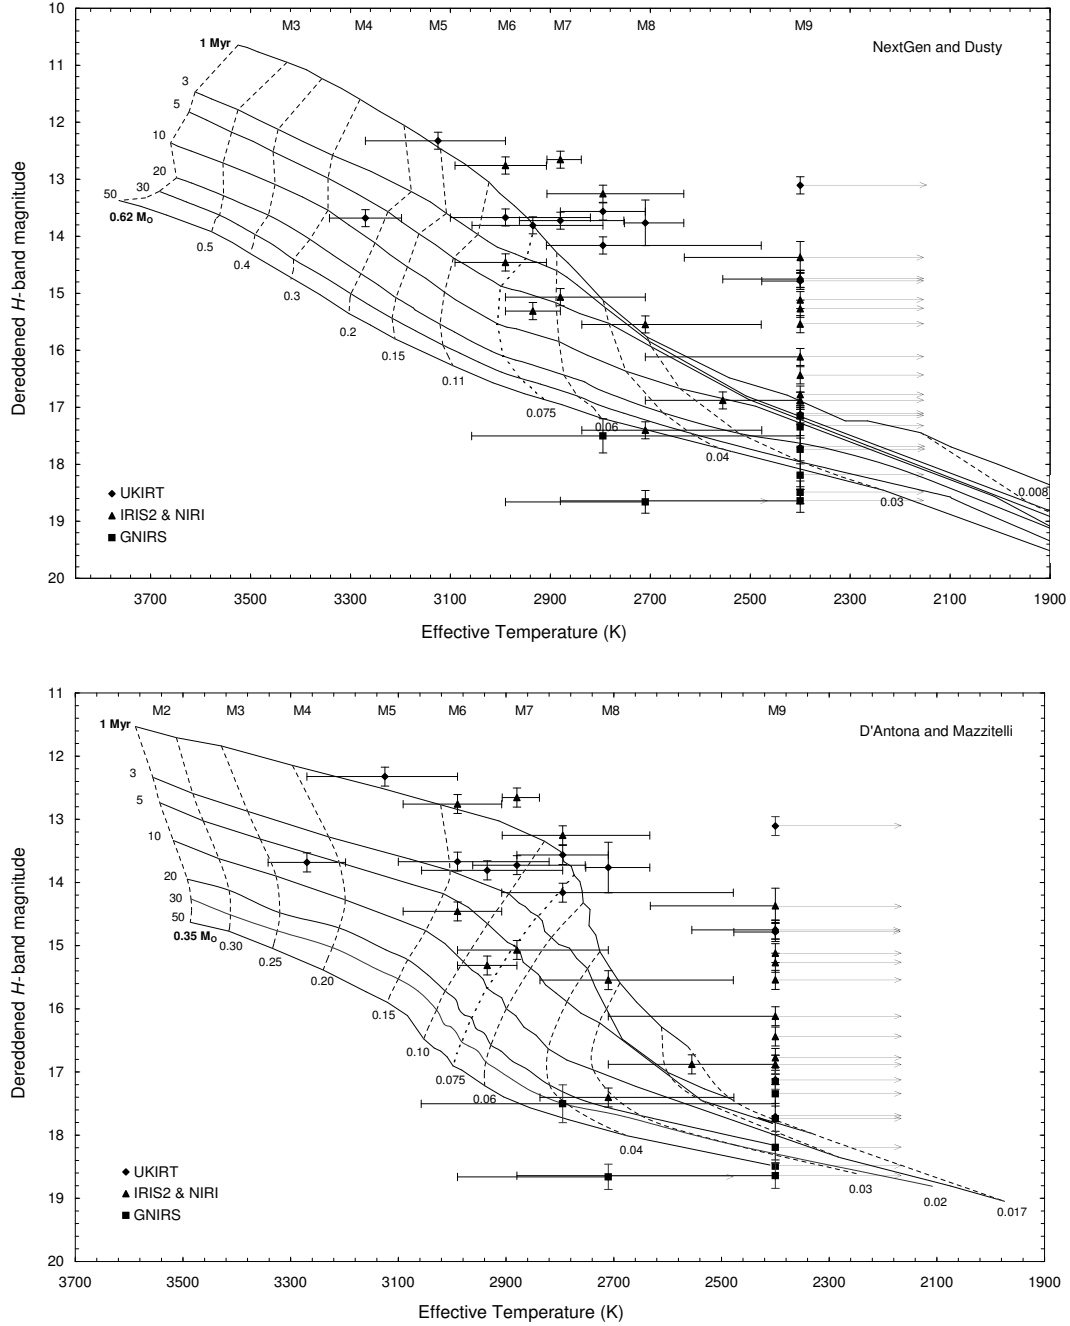 M3 M4 M5 M6 M7 M8 M9
NextGen and Dusty
1 Myr
3
5
10
20
30
50
0.62 M☉
0.5
0.4
0.3
0.2
0.15
0.11
0.075
0.06
0.04
0.03
0.008
UKIRT
IRIS2 & NIRI
GNIRS
10
11
12
13
14
15
16
17
18
19
20
Dereddened H-band magnitude
3700 3500 3300 3100 2900 2700 2500 2300 2100 1900
Effective Temperature (K)
M2 M3 M4 M5 M6 M7 M8 M9
D'Antona and Mazzitelli
1 Myr
3
5
10
20
30
50
0.35 M☉
0.30
0.25
0.20
0.15
0.10
0.075
0.06
0.04
0.03
0.02
0.017
UKIRT
IRIS2 & NIRI
GNIRS
11
12
13
14
15
16
17
18
19
20
Dereddened H-band magnitude
3700 3500 3300 3100 2900 2700 2500 2300 2100 1900
Effective Temperature (K)